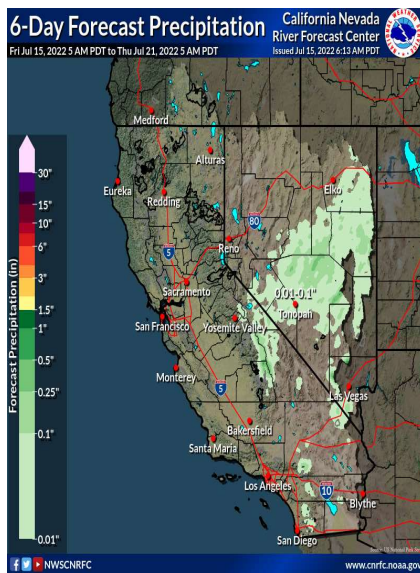 6-Day Forecast Precipitation
Fri Jul 15, 2022 5 AM PDT to Thu Jul 21, 2022 5 AM PDT
California Nevada
River Forecast Center
Issued Jul 15, 2022 6:13 AM PDT
Medford
Alturas
Eureka
Redding
Elko
80
Reno
5
Sacramento
0.01-0.1"
Tonopah
San Francisco
Yosemite Valley
Monterey
5
Las Vegas
Bakersfield
Santa Maria
Los Angeles
10
Blythe
San Diego
Forecast Precipitation (in)
30"
15"
10"
6"
3"
1.5"
1"
0.5"
0.25"
0.1"
0.01"
NWSCNRFC
www.cnrfc.noaa.gov